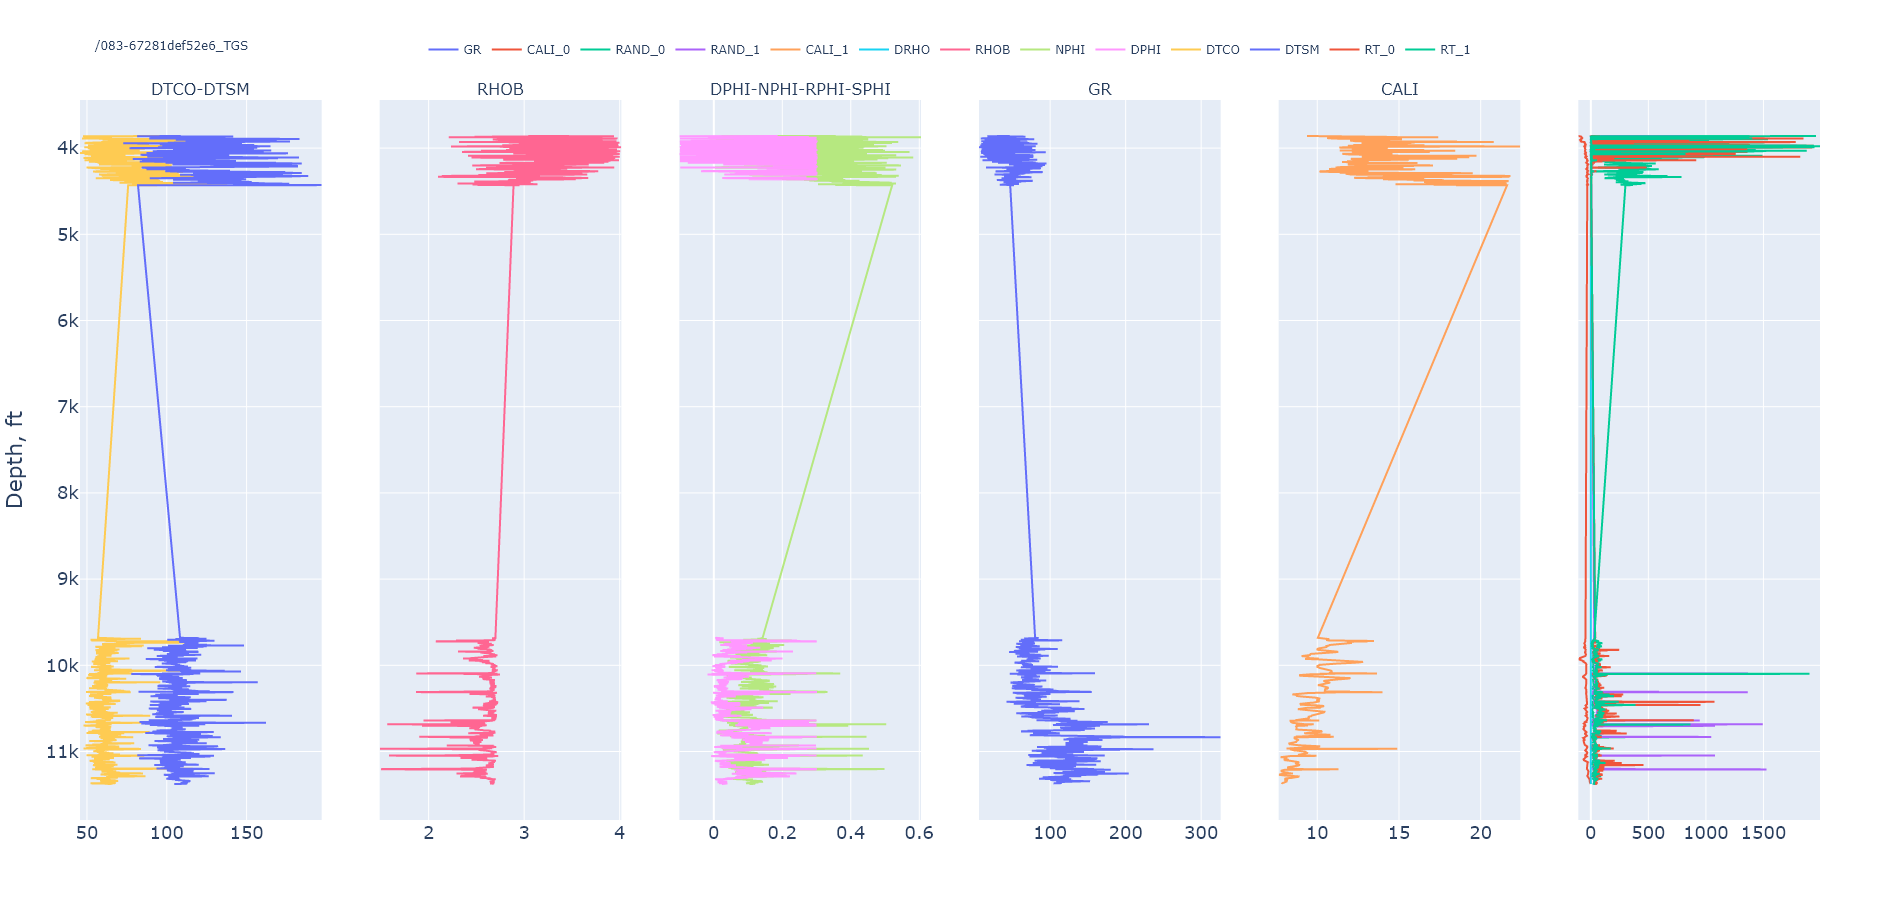 /083-67281def52e6_TGS
GR CALI_0 RAND_0 RAND_1 CALI_1 DRHO RHOB NPHI DPHI DTCO DTSM RT_0 RT_1
DTCO-DTSM RHOB DPHI-NPHI-RPHI-SPHI GR CALI
4k
5k
6k
7k
8k
9k
10k
11k
Depth, ft
50 100 150 2 3 4 0 0.2 0.4 0.6 100 200 300 10 15 20 0 500 1000 1500